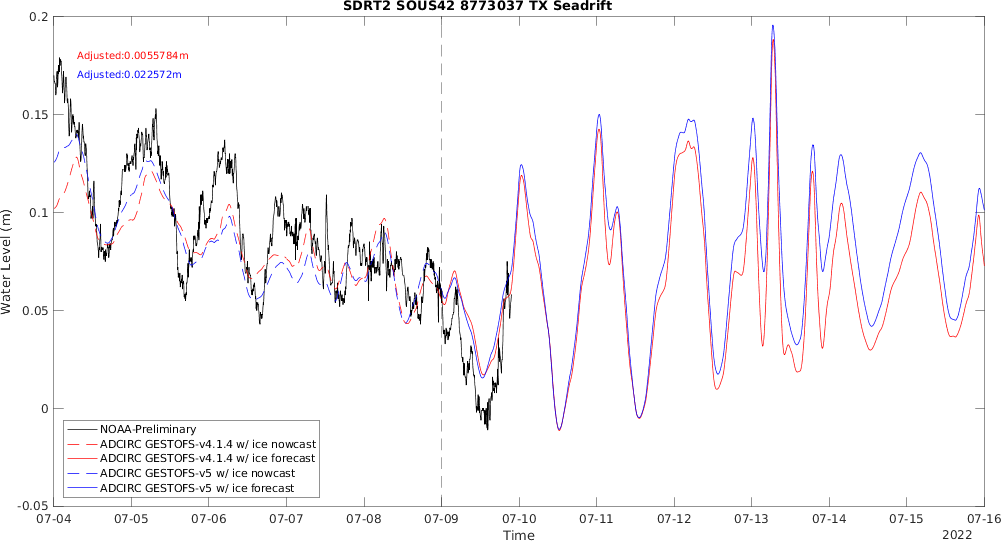 SDRT2 SOUS42 8773037 TX Seadrift
Adjusted:0.0055784m
Adjusted:0.022572m
Water Level (m)
0.2
0.15
0.1
0.05
0
-0.05
NOAA-Preliminary
ADCIRC GESTOFS-v4.1.4 w/ ice nowcast
ADCIRC GESTOFS-v4.1.4 w/ ice forecast
ADCIRC GESTOFS-v5 w/ ice nowcast
ADCIRC GESTOFS-v5 w/ ice forecast
07-04 07-05 07-06 07-07 07-08 07-09 07-10 07-11 07-12 07-13 07-14 07-15 07-16
Time
2022